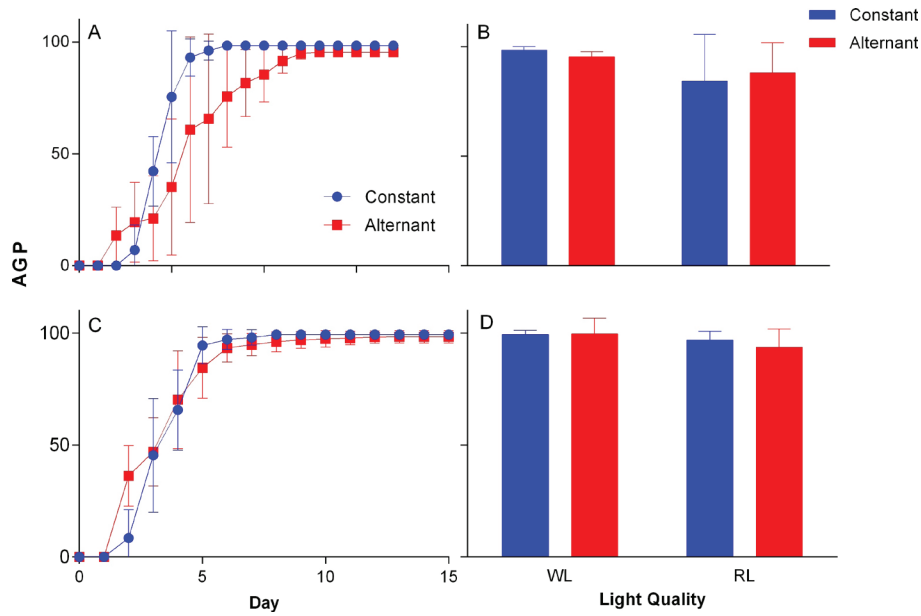 A
100
50
0
Constant
Alternant
B
Constant
Alternant
AGP
C
100
50
0
0
5
10
15
Day
D
WL
RL
Light Quality